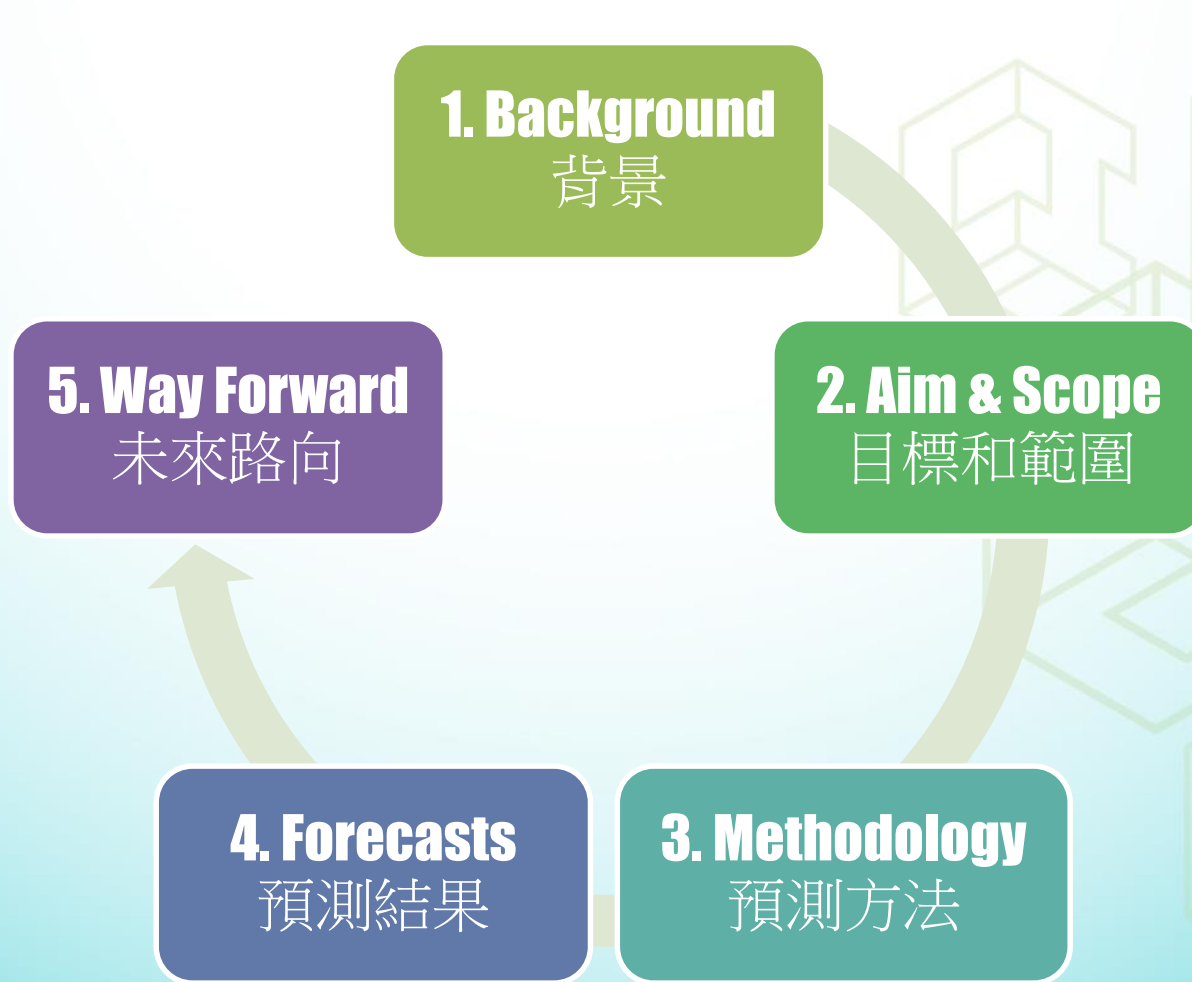 1. Background
背景
2. Aim & Scope
目標和範圍
3. Methodology
預測方法
4. Forecasts
預測結果
5. Way Forward
未來路向